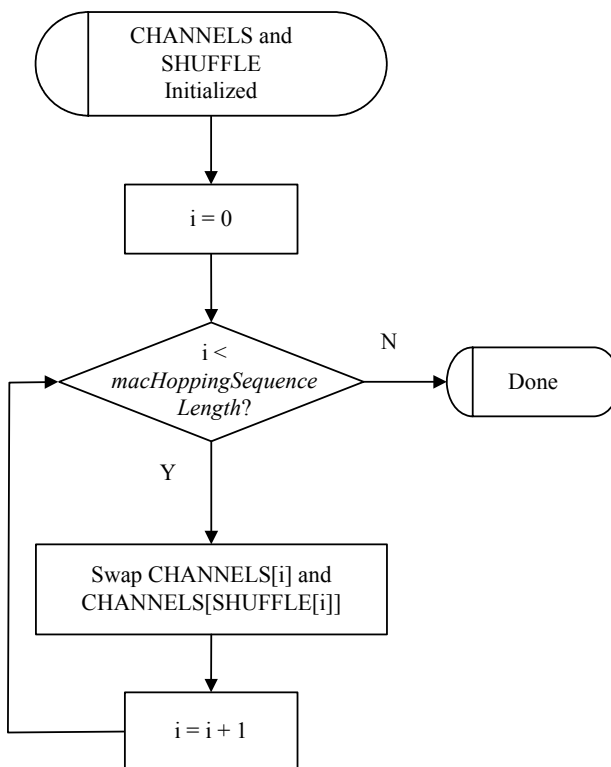 CHANNELS and
SHUFFLE
Initialized
i = 0
i <
macHoppingSequence
Length?
N
Done
Y
Swap CHANNELS[i] and
CHANNELS[SHUFFLE[i]]
i = i + 1